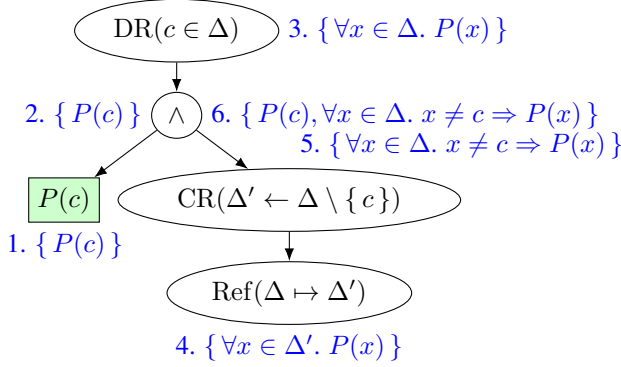 DR(c ∈ Δ) 3. { ∀x ∈ Δ. P(x) }
2. { P(c) } ∧ 6. { P(c), ∀x ∈ Δ. x ≠ c ⇒ P(x) }
5. { ∀x ∈ Δ. x ≠ c ⇒ P(x) }
P(c) CR(Δ′ ← Δ \ { c })
1. { P(c) }
Ref(Δ ↦ Δ′)
4. { ∀x ∈ Δ′. P(x) }